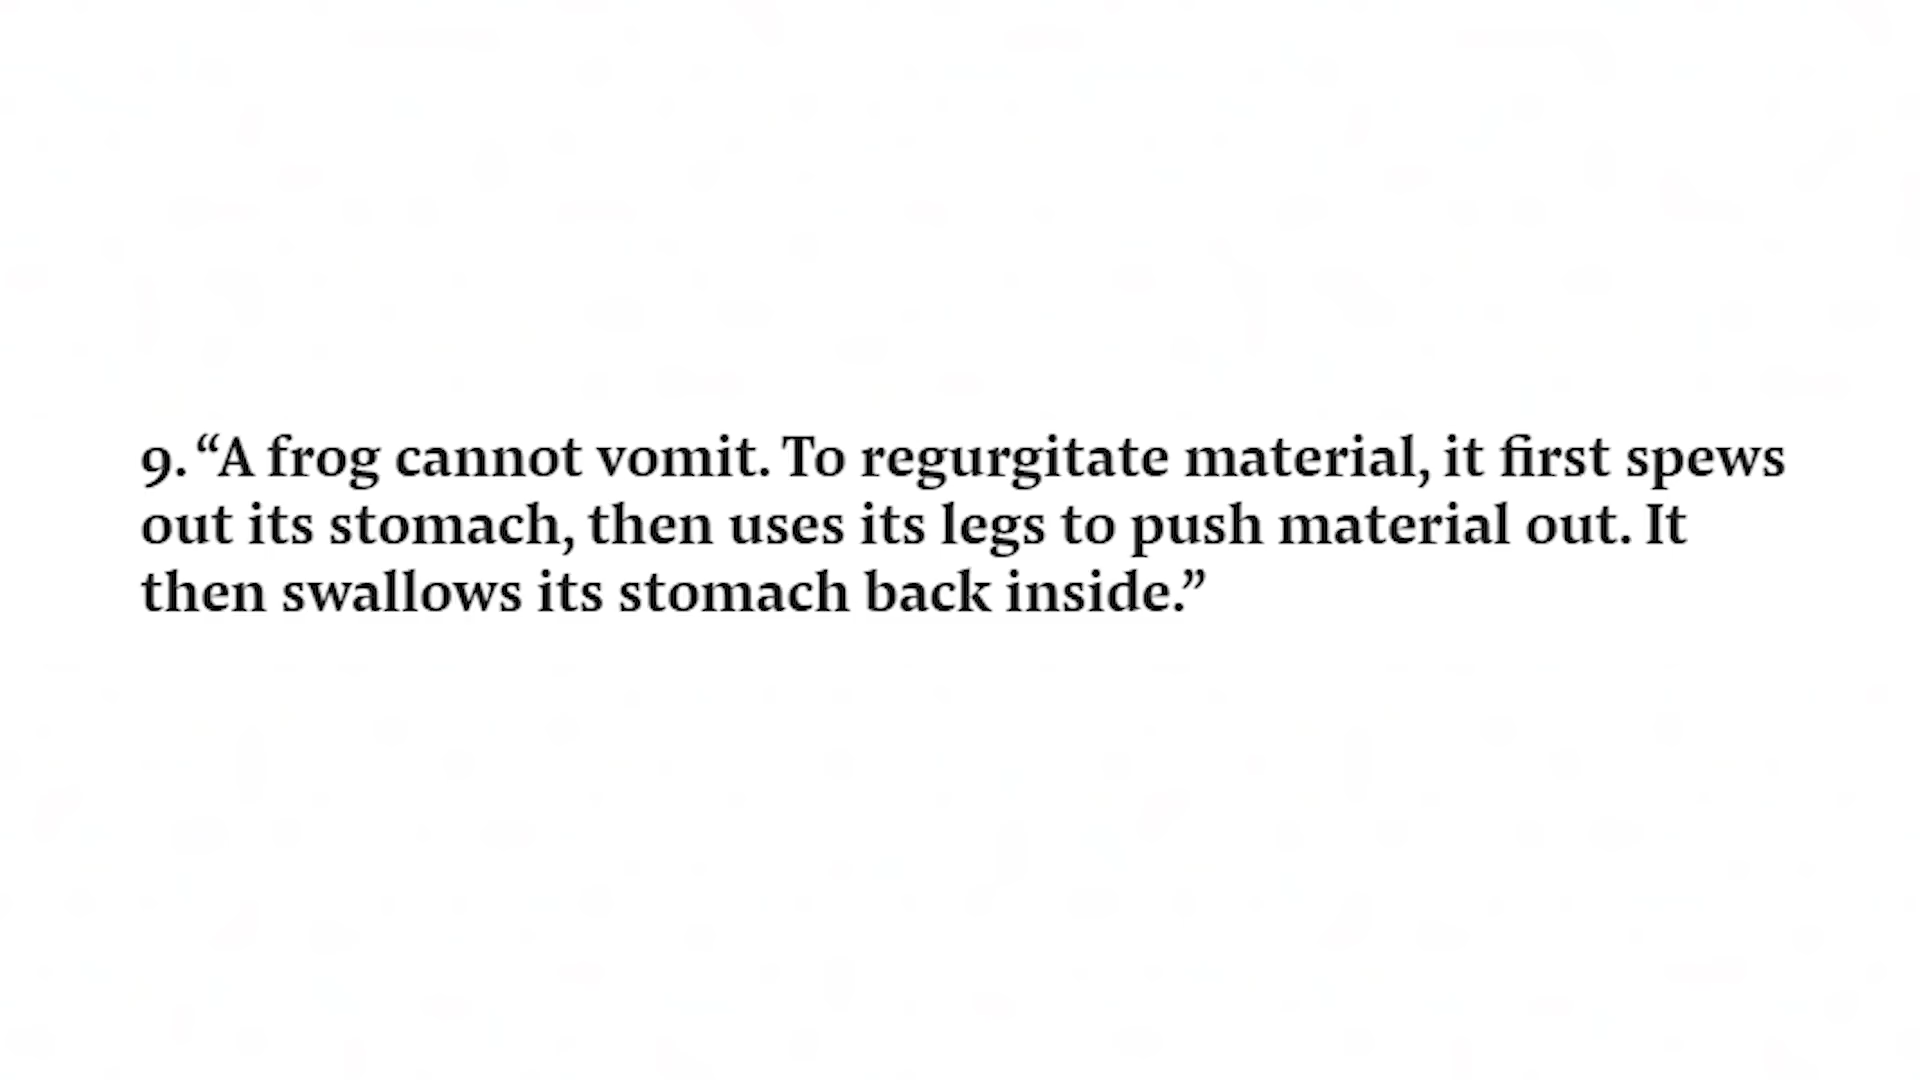 9. “A frog cannot vomit. To regurgitate material, it first spews
out its stomach, then uses its legs to push material out. It
then swallows its stomach back inside.”